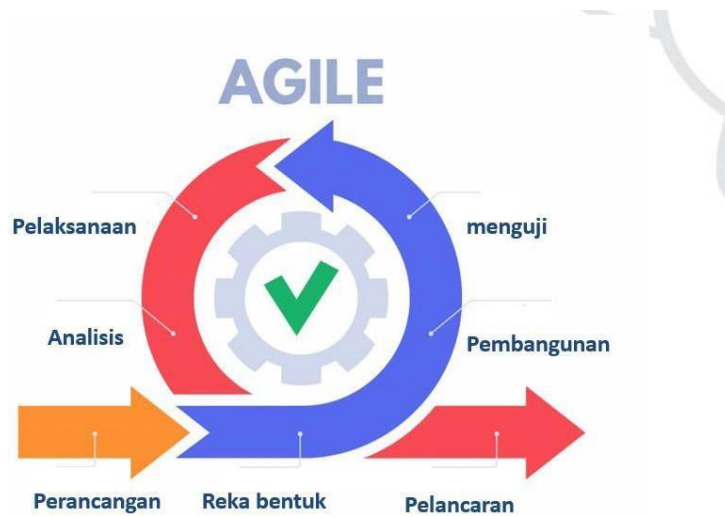 AGILE
Pelaksanaan
menguji
Analisis
Pembangunan
Perancangan
Reka bentuk
Pelancaran